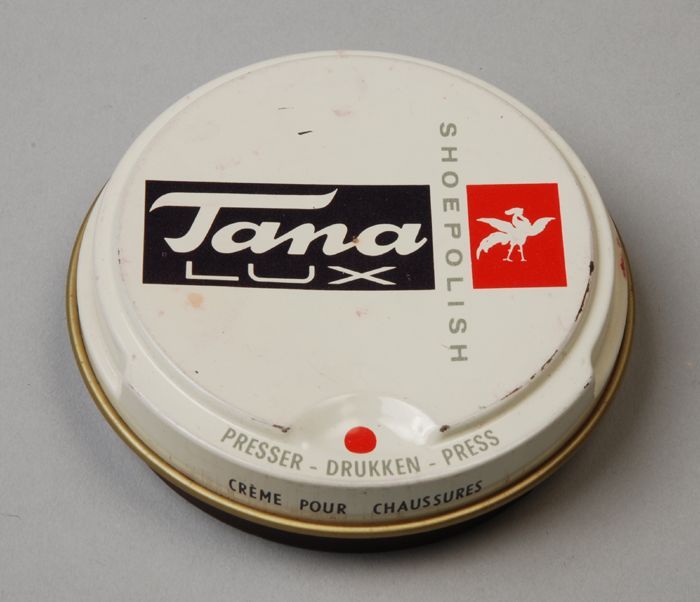 Tana
LUX
SHOEPOLISH
PRESSER - DRUKKEN - PRESS
CRÈME POUR CHAUSSURES